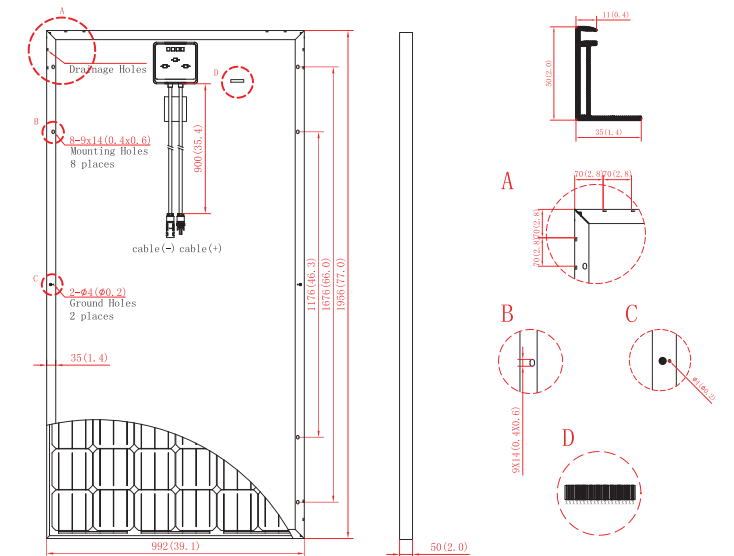 A
Drainage Holes
B
8-9x14(0.4x0.6)
Mounting Holes
8 places
D
900(35.4)
cable(-) cable(+)
C
2-Φ4(Φ0.2)
Ground Holes
2 places
35(1.4)
1176(46.3)
1676(66.0)
1956(77.0)
992(39.1)
50(2.0)
11(0.4)
50(2.0)
35(1.4)
A
70(2.8)
70(2.8)
70(2.8)
70(2.8)
B
9X14(0.4X0.6)
C
Φ4(Φ0.2)
D